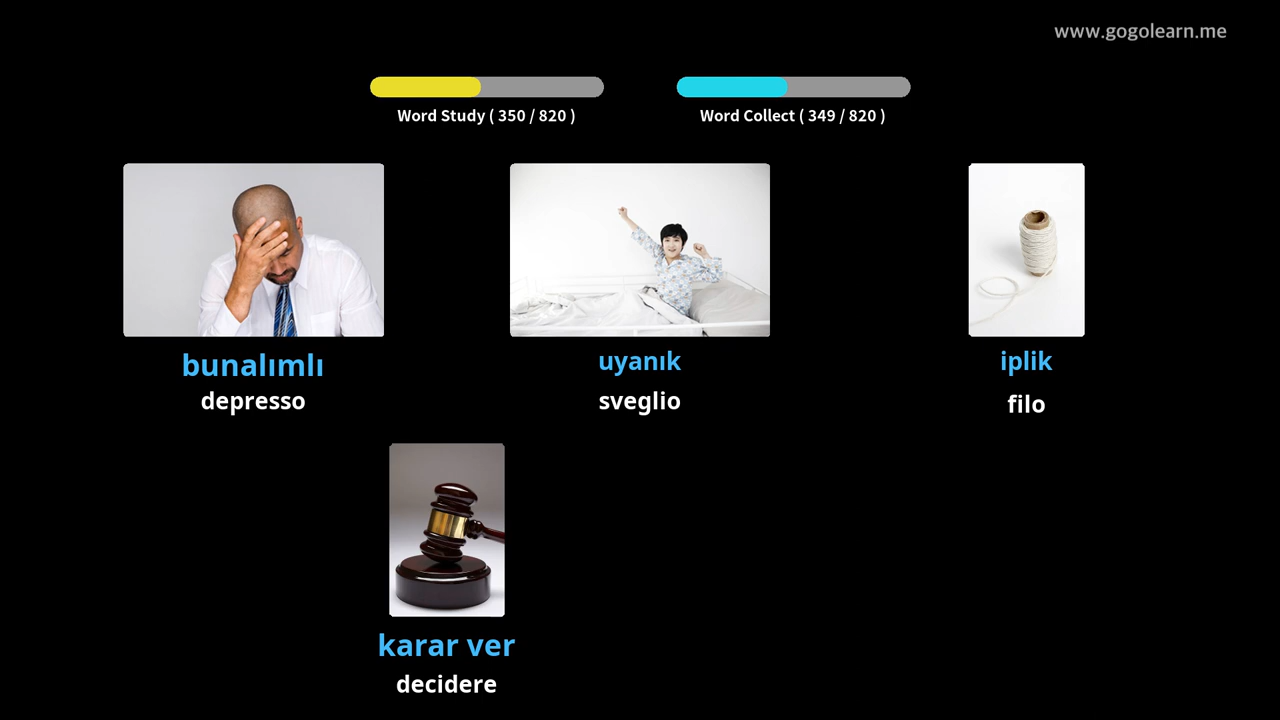 www.gogolearn.me
Word Study ( 350 / 820 )
Word Collect ( 349 / 820 )
bunalımlı
depresso
uyanık
sveglio
iplik
filo
karar ver
decidere